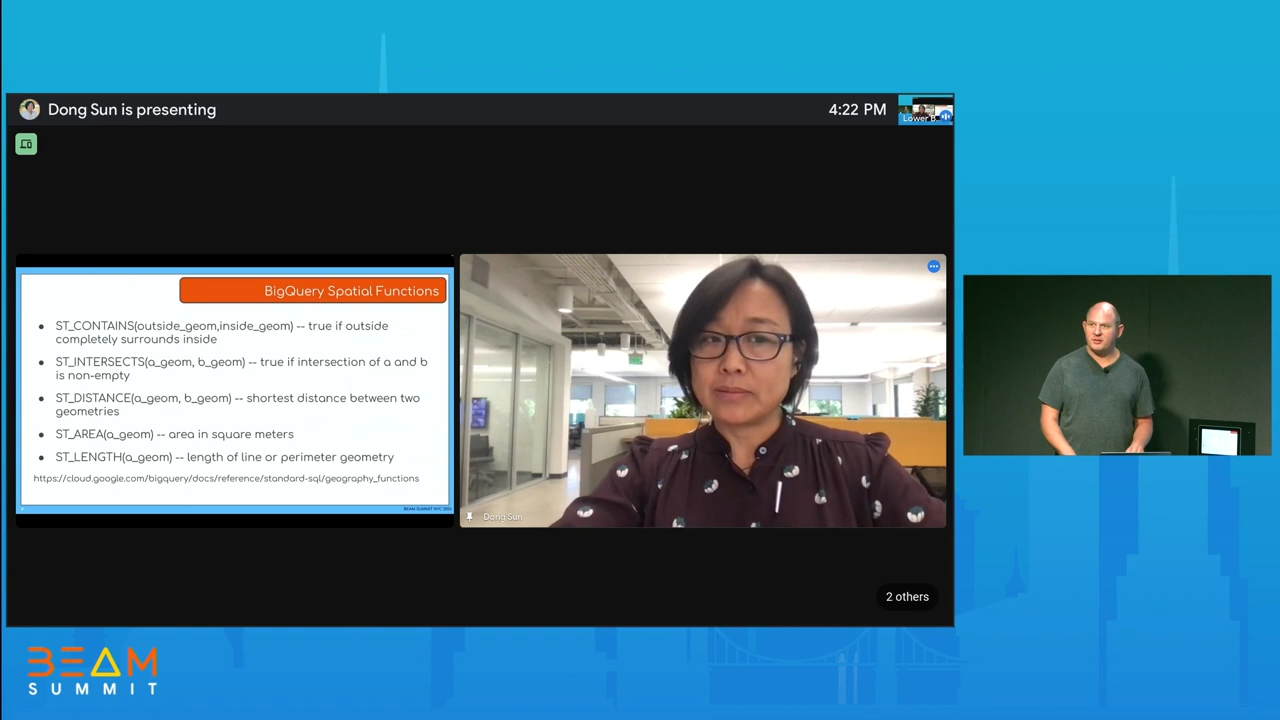 Dong Sun is presenting
4:22 PM
Lower B...
BigQuery Spatial Functions
● ST_CONTAINS(outside_geom,inside_geom) -- true if outside
completely surrounds inside
● ST_INTERSECTS(a_geom, b_geom) -- true if intersection of a and b
is non-empty
● ST_DISTANCE(a_geom, b_geom) -- shortest distance between two
geometries
● ST_AREA(a_geom) -- area in square meters
● ST_LENGTH(a_geom) -- length of line or perimeter geometry
https://cloud.google.com/bigquery/docs/reference/standard-sql/geography_functions
Dong Sun
2 others
BEAM
SUMMIT